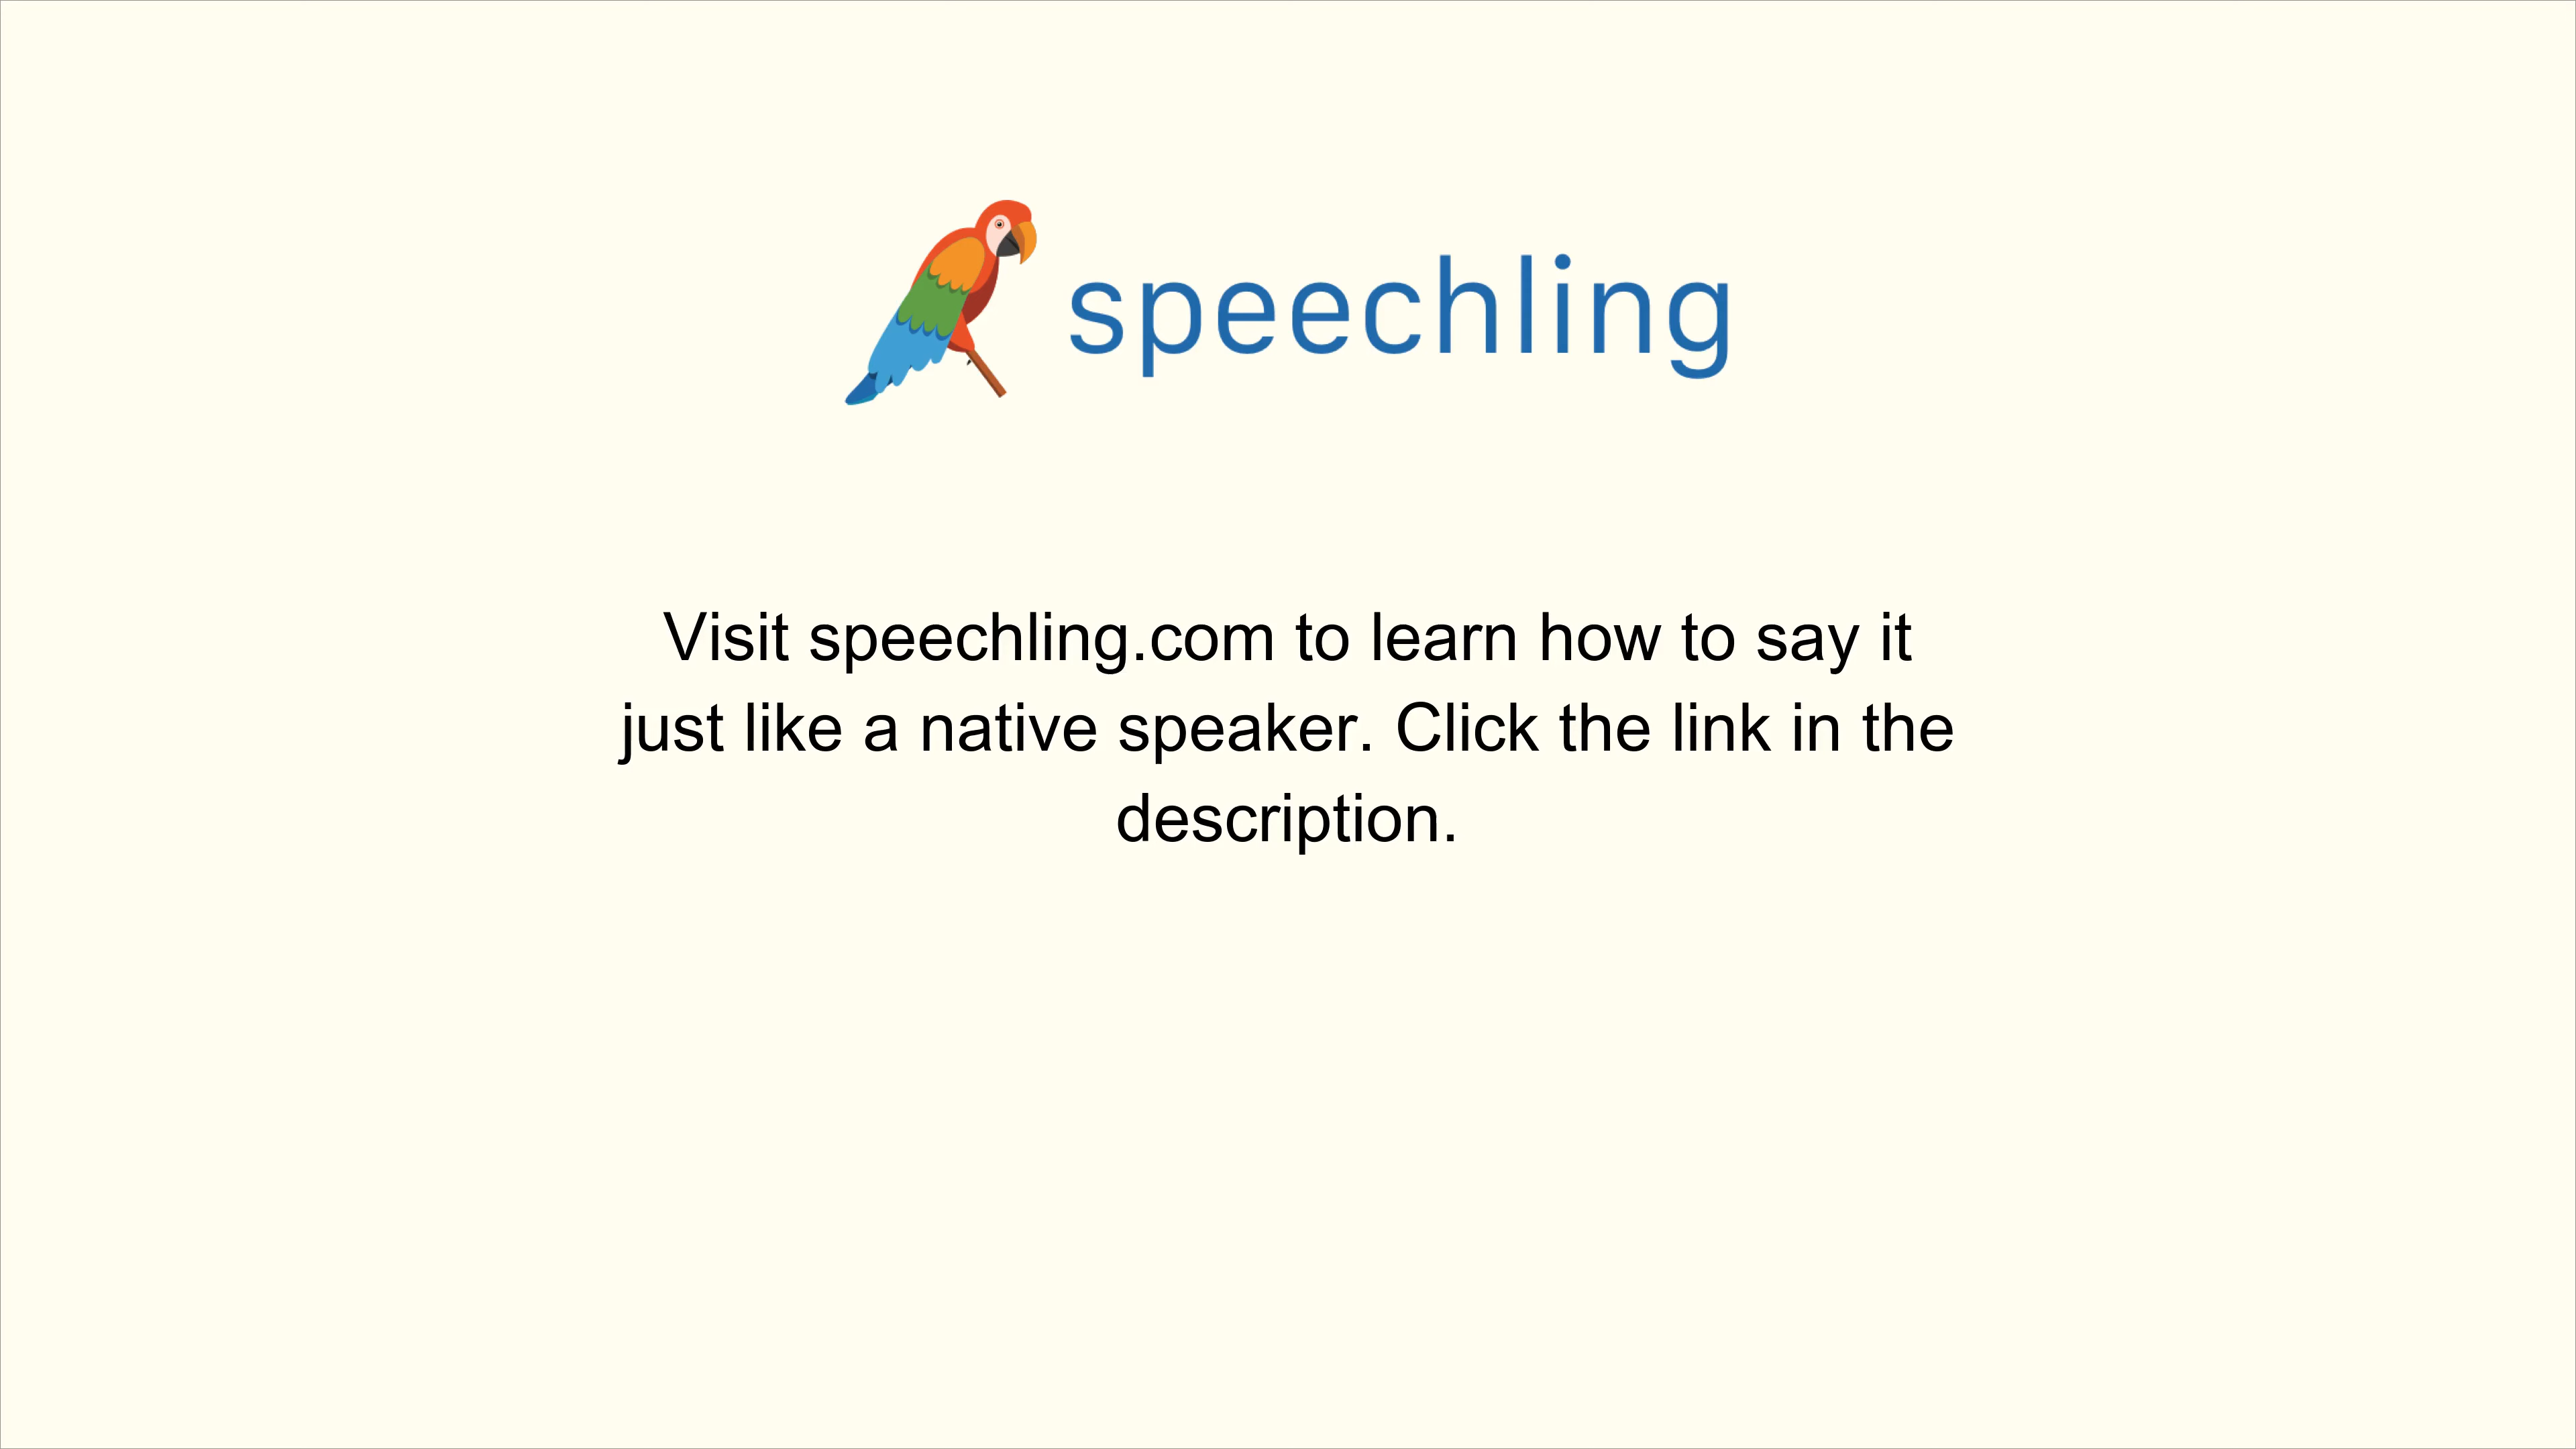 speechling
Visit speechling.com to learn how to say it
just like a native speaker. Click the link in the
description.